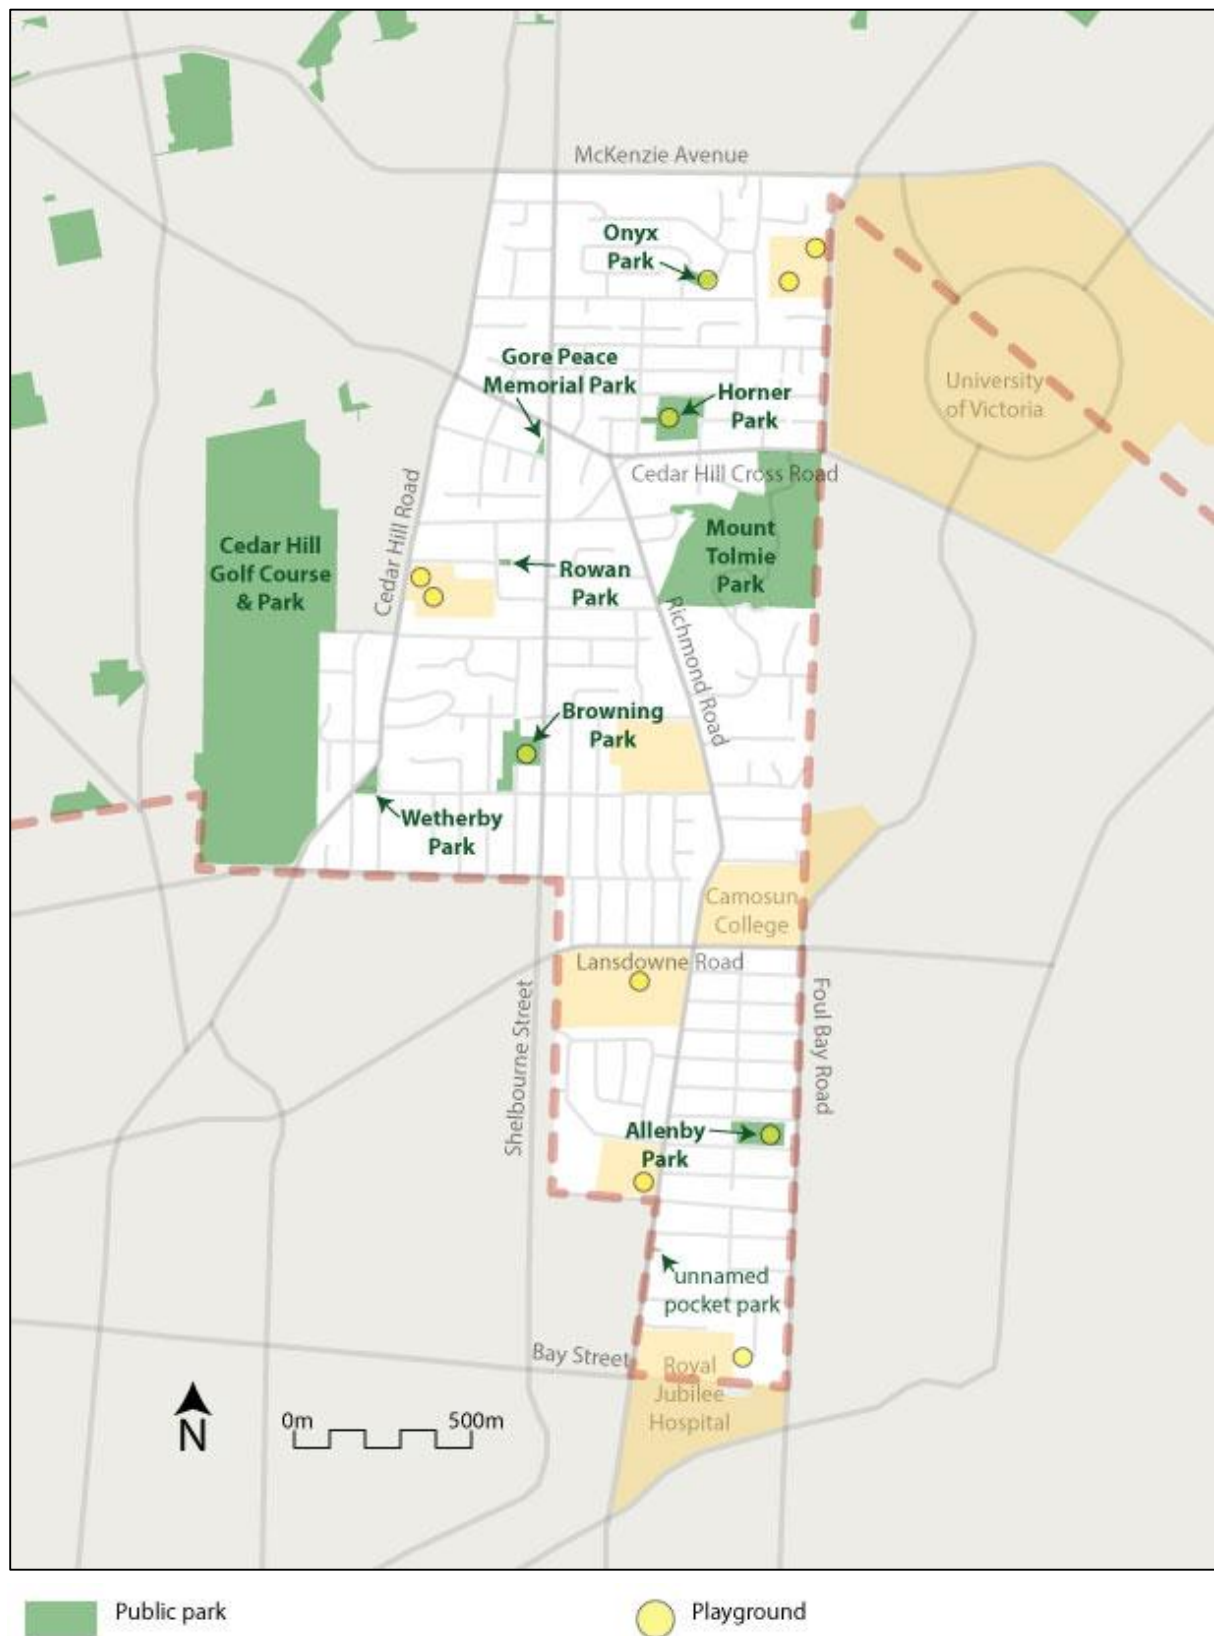 McKenzie Avenue
Onyx
Park
Gore Peace
Memorial Park
Horner
Park
University
of Victoria
Cedar Hill Cross Road
Cedar Hill Road
Cedar Hill
Golf Course
& Park
Rowan
Park
Mount
Tolmie
Park
Richmond Road
Browning
Park
Wetherby
Park
Camosun
College
Lansdowne Road
Shelbourne Street
Foul Bay Road
Allenby
Park
unnamed
pocket park
Bay Street
Royal
Jubilee
Hospital
N
0m
500m
Public park
Playground